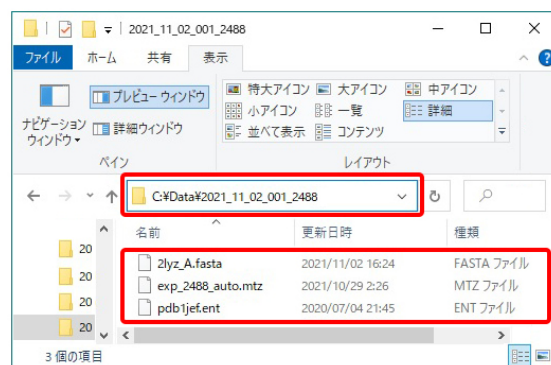 2021_11_02_001_2488
ファイル ホーム 共有 表示
ナビゲーション
ウィンドウ
プレビュー ウィンドウ
詳細ウィンドウ
ペイン
特大アイコン 大アイコン 中アイコン
小アイコン 一覧 詳細
並べて表示 コンテンツ
レイアウト
C:¥Data¥2021_11_02_001_2488
名前 更新日時 種類
20
20
20
20
2lyz_A.fasta 2021/11/02 16:24 FASTA ファイル
exp_2488_auto.mtz 2021/10/29 2:26 MTZ ファイル
pdb1jef.ent 2020/07/04 21:45 ENT ファイル
3 個の項目